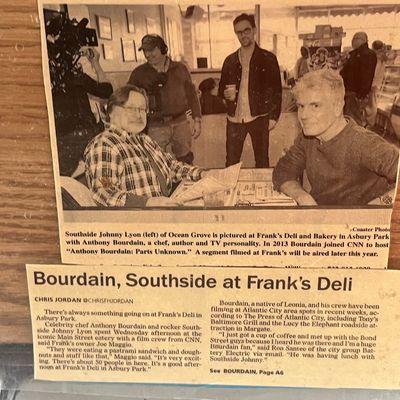 :Coaster Photo
Southside Johnny Lyon (left) of Ocean Grove is pictured at Frank's Deli and Bakery in Asbury Park
with Anthony Bourdain, a chef, author and TV personality. In 2013 Bourdain joined CNN to host
"Anthony Bourdain: Parts Unknown." A segment filmed at Frank's will be aired later this year.
Bourdain, Southside at Frank's Deli
CHRIS JORDAN @CHRISFHJORDAN
There's always something going on at Frank's Deli in
Asbury Park.
Celebrity chef Anthony Bourdain and rocker South-
side Johnny Lyon spent Wednesday afternoon at the
iconic Main Street eatery with a film crew from CNN,
said Frank's owner Joe Maggio.
"They were eating a pastrami sandwich and dough-
nuts and stuff like that," Maggio said. "It's very excit-
ing. There's about 50 people in here. It's a good after-
noon at Frank's Deli in Asbury Park."
Bourdain, a native of Leonia, and his crew have been
filming at Atlantic City area spots in recent weeks, ac-
cording to The Press of Atlantic City, including Tony's
Baltimore Grill and the Lucy the Elephant roadside at-
traction in Margate.
"I just got a cup of coffee and met up with the Bond
Street guys because I heard he was there and I'm a huge
Bourdain fan," said Ron Santee of the city group Bat-
tery Electric via email. "He was having lunch with
Southside Johnny."
See BOURDAIN, Page A6